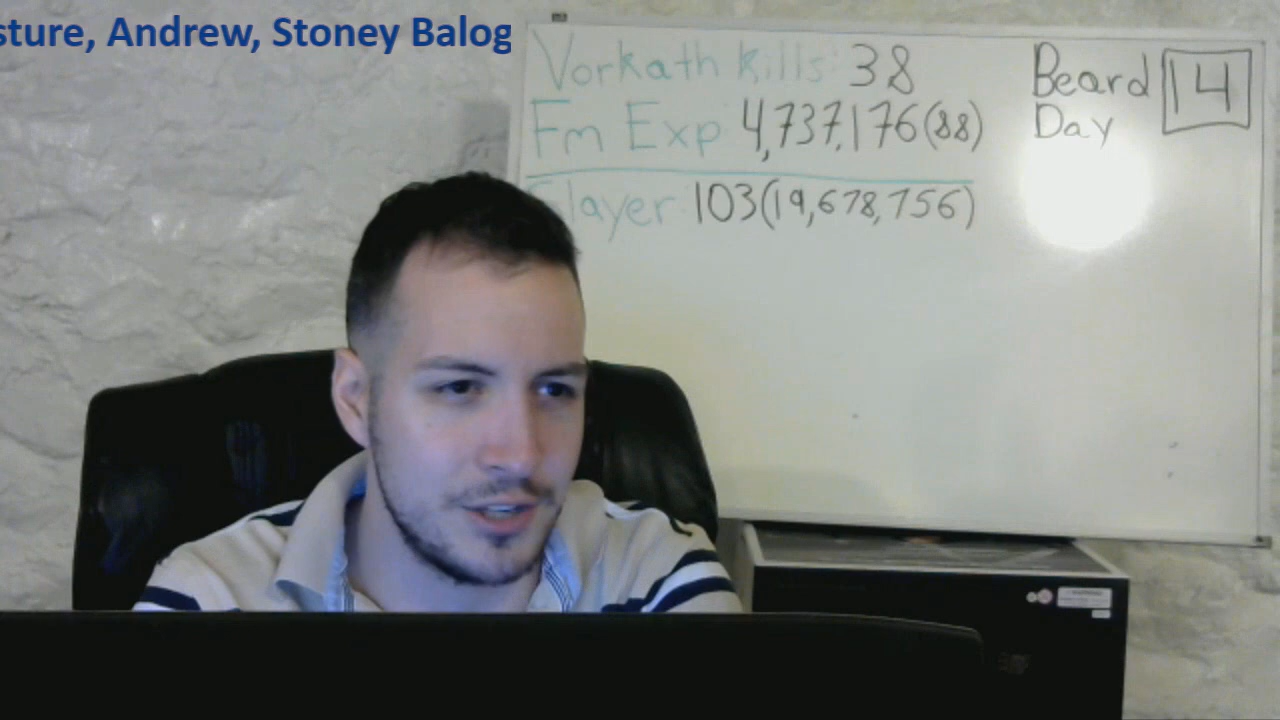 sture, Andrew, Stoney Balog
Vorkath Kills: 38
Fm Exp: 4,737,176(88)
Slayer: 103(19,678,756)
Beard
Day
14